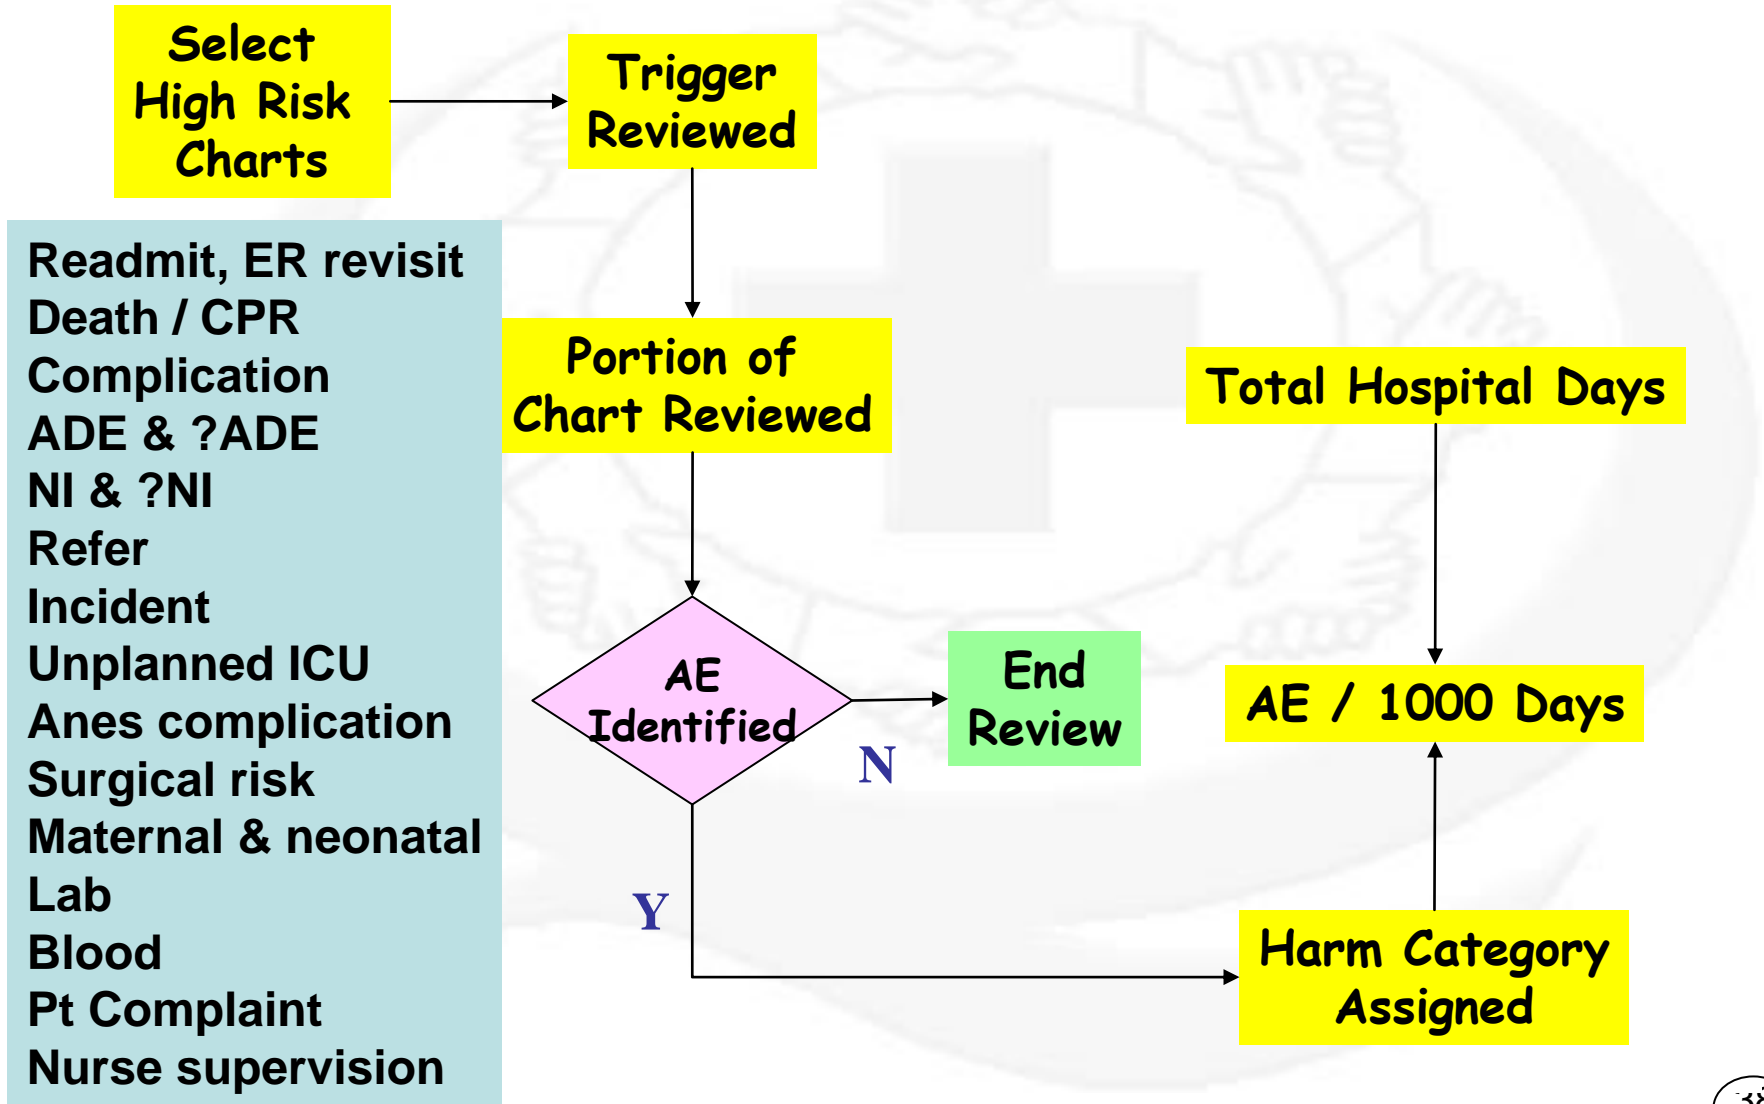 Select
High Risk
Charts
Trigger
Reviewed
Readmit, ER revisit
Death / CPR
Complication
ADE & ?ADE
NI & ?NI
Refer
Incident
Unplanned ICU
Anes complication
Surgical risk
Maternal & neonatal
Lab
Blood
Pt Complaint
Nurse supervision
Portion of
Chart Reviewed
Total Hospital Days
AE
Identified
N
End
Review
AE / 1000 Days
Y
Harm Category
Assigned